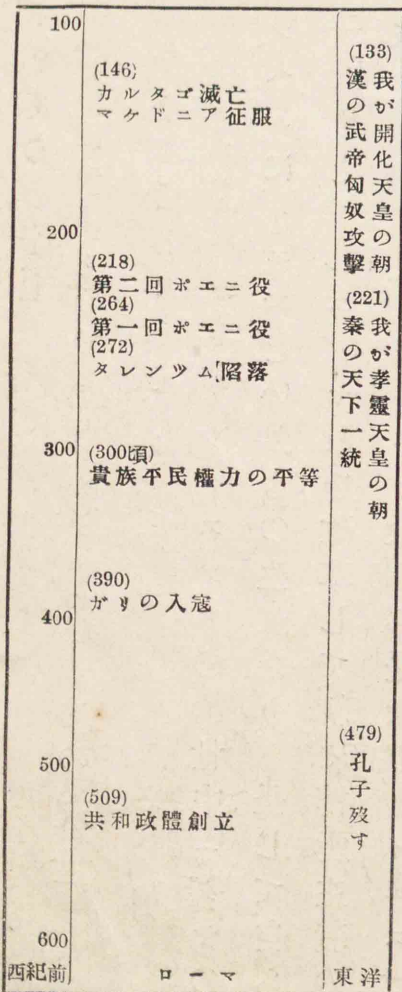 100
(146)
カルタゴ滅亡
マケドニア征服
200
(218)
第二回ポエニ役
(264)
第一回ポエニ役
(272)
タレンツム陷落
300
(300頃)
貴族平民權力の平等
(390)
ガリの入寇
400
500
(509)
共和政體創立
600
西紀前
ローマ
(133)
我が開化天皇の朝
漢の武帝匈奴攻擊
(221)
我が孝靈天皇の朝
秦の天下一統
(479)
孔子歿す
東洋